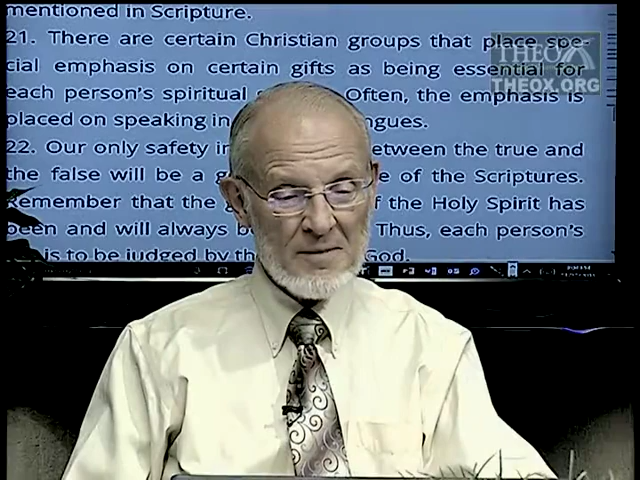 mentioned in Scripture.
21. There are certain Christian groups that place spe-
cial emphasis on certain gifts as being essential for
each person's spiritual Often, the emphasis is
placed on speaking in ngues.
22. Our only safety in etween the true and
the false will be a g e of the Scriptures.
Remember that the g f the Holy Spirit has
been and will always b Thus, each person's
is to be judged by the God.
THEOX
THEOX.ORG